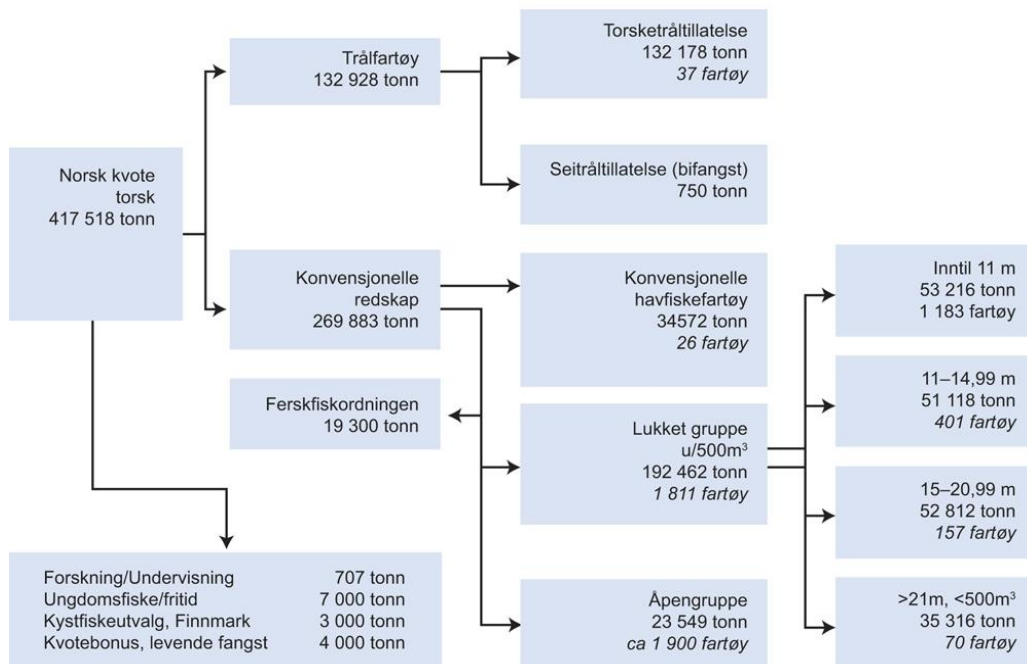 Norsk kvote
torsk
417 518 tonn
Trålfartøy
132 928 tonn
Torsketråltillatelse
132 178 tonn
37 fartøy
Seitråltillatelse (bifangst)
750 tonn
Konvensjonelle
redskap
269 883 tonn
Konvensjonelle
havfiskefartøy
34572 tonn
26 fartøy
Ferskfiskordningen
19 300 tonn
Lukket gruppe
u/500m³
192 462 tonn
1 811 fartøy
Inntil 11 m
53 216 tonn
1 183 fartøy
11–14,99 m
51 118 tonn
401 fartøy
15–20,99 m
52 812 tonn
157 fartøy
>21m, <500m³
35 316 tonn
70 fartøy
Åpengruppe
23 549 tonn
ca 1 900 fartøy
Forskning/Undervisning 707 tonn
Ungdomsfiske/fritid 7 000 tonn
Kystfiskeutvalg, Finnmark 3 000 tonn
Kvotebonus, levende fangst 4 000 tonn